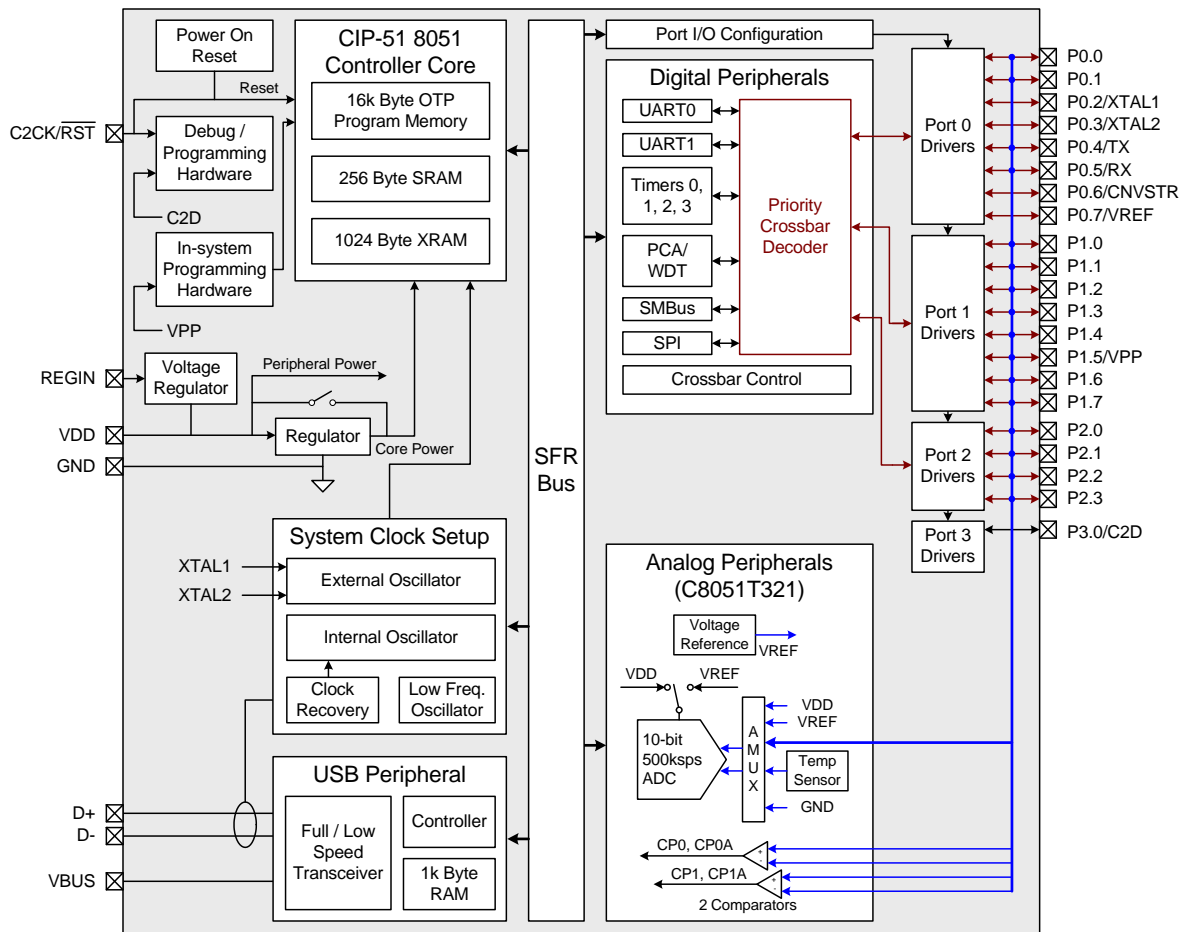 Power On
Reset
Reset
C2CK/RST
Debug /
Programming
Hardware
C2D
In-system
Programming
Hardware
VPP
CIP-51 8051
Controller Core
16k Byte OTP
Program Memory
256 Byte SRAM
1024 Byte XRAM
REGIN
Voltage
Regulator
Peripheral Power
VDD
Regulator
Core Power
GND
System Clock Setup
XTAL1
XTAL2
External Oscillator
Internal Oscillator
Clock
Recovery
Low Freq.
Oscillator
USB Peripheral
D+
D-
VBUS
Full / Low
Speed
Transceiver
Controller
1k Byte
RAM
SFR
Bus
Port I/O Configuration
Digital Peripherals
UART0
UART1
Timers 0,
1, 2, 3
PCA/
WDT
SMBus
SPI
Priority
Crossbar
Decoder
Crossbar Control
Port 0
Drivers
Port 1
Drivers
Port 2
Drivers
Port 3
Drivers
P0.0
P0.1
P0.2/XTAL1
P0.3/XTAL2
P0.4/TX
P0.5/RX
P0.6/CNVSTR
P0.7/VREF
P1.0
P1.1
P1.2
P1.3
P1.4
P1.5/VPP
P1.6
P1.7
P2.0
P2.1
P2.2
P2.3
P3.0/C2D
Analog Peripherals
(C8051T321)
Voltage
Reference
VREF
VDD
VREF
10-bit
500ksps
ADC
A
M
U
X
VDD
VREF
Temp
Sensor
GND
CP0, CP0A
+
-
CP1, CP1A
+
-
2 Comparators